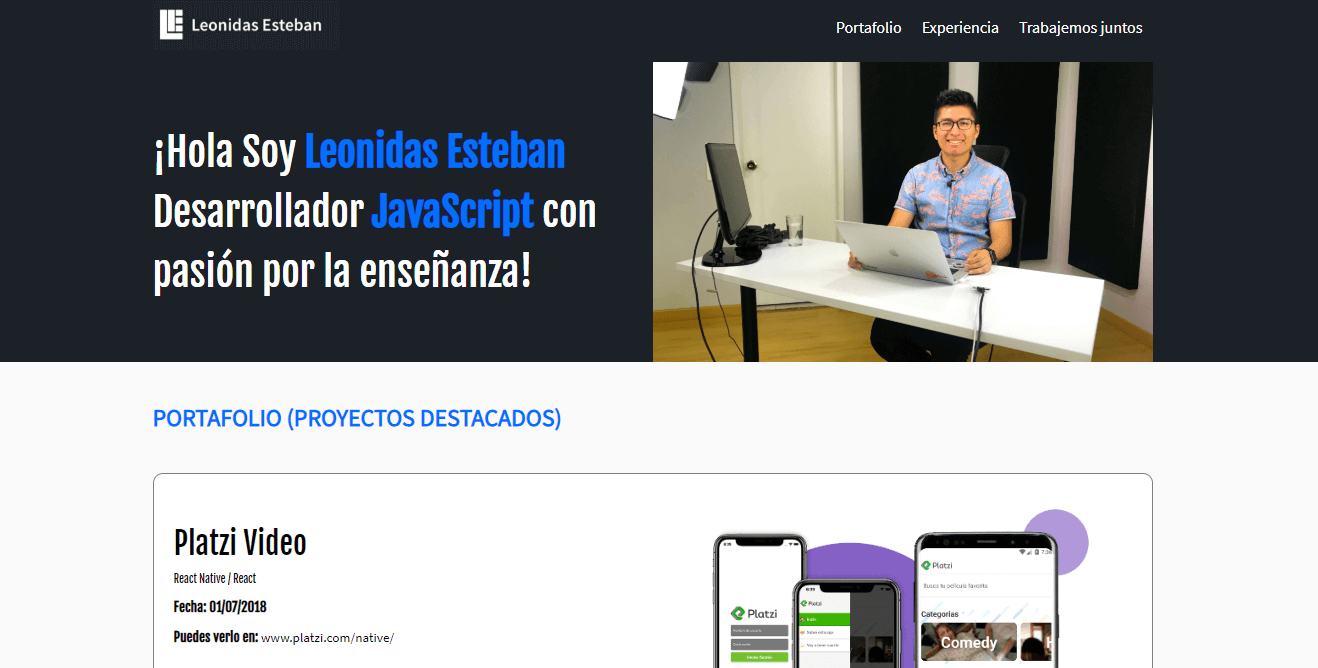 Leonidas Esteban
Portafolio Experiencia Trabajemos juntos
¡Hola Soy Leonidas Esteban
Desarrollador JavaScript con
pasión por la enseñanza!
PORTAFOLIO (PROYECTOS DESTACADOS)
Platzi Video
React Native / React
Fecha: 01/07/2018
Puedes verlo en: www.platzi.com/native/
Platzi
Platzi
Platzi
Busca tu película favorita
Categorías
Comedy